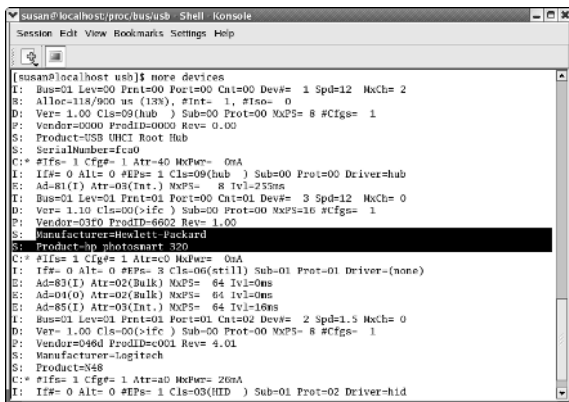 susan@localhost:/proc/bus/usb - Shell - Konsole
Session Edit View Bookmarks Settings Help
[susan@localhost usb]$ more devices
T: Bus=01 Lev=00 Prnt=00 Port=00 Cnt=00 Dev#= 1 Spd=12 MxCh= 2
B: Alloc=118/900 us (13%), #Int= 1, #Iso= 0
D: Ver= 1.00 Cls=09(hub ) Sub=00 Prot=00 MxPS= 8 #Cfgs= 1
P: Vendor=0000 ProdID=0000 Rev= 0.00
S: Product=USB UHCI Root Hub
S: SerialNumber=fca0
C:* #Ifs= 1 Cfg#= 1 Atr=40 MxPwr= 0mA
I: If#= 0 Alt= 0 #EPs= 1 Cls=09(hub ) Sub=00 Prot=00 Driver=hub
E: Ad=81(I) Atr=03(Int.) MxPS= 8 Ivl=255ms
T: Bus=01 Lev=01 Prnt=01 Port=00 Cnt=01 Dev#= 3 Spd=12 MxCh= 0
D: Ver= 1.10 Cls=00(>ifc ) Sub=00 Prot=00 MxPS=16 #Cfgs= 1
P: Vendor=03f0 ProdID=6602 Rev= 1.00
S: Manufacturer=Hewlett-Packard
S: Product=hp photosmart 320
C:* #Ifs= 1 Cfg#= 1 Atr=c0 MxPwr= 0mA
I: If#= 0 Alt= 0 #EPs= 3 Cls=06(still) Sub=01 Prot=01 Driver=(none)
E: Ad=83(I) Atr=02(Bulk) MxPS= 64 Ivl=0ms
E: Ad=04(O) Atr=02(Bulk) MxPS= 64 Ivl=0ms
E: Ad=85(I) Atr=03(Int.) MxPS= 64 Ivl=16ms
T: Bus=01 Lev=01 Prnt=01 Port=01 Cnt=02 Dev#= 2 Spd=1.5 MxCh= 0
D: Ver= 1.00 Cls=00(>ifc ) Sub=00 Prot=00 MxPS= 8 #Cfgs= 1
P: Vendor=046d ProdID=c001 Rev= 4.01
S: Manufacturer=Logitech
S: Product=N48
C:* #Ifs= 1 Cfg#= 1 Atr=a0 MxPwr= 26mA
I: If#= 0 Alt= 0 #EPs= 1 Cls=03(HID ) Sub=01 Prot=02 Driver=hid